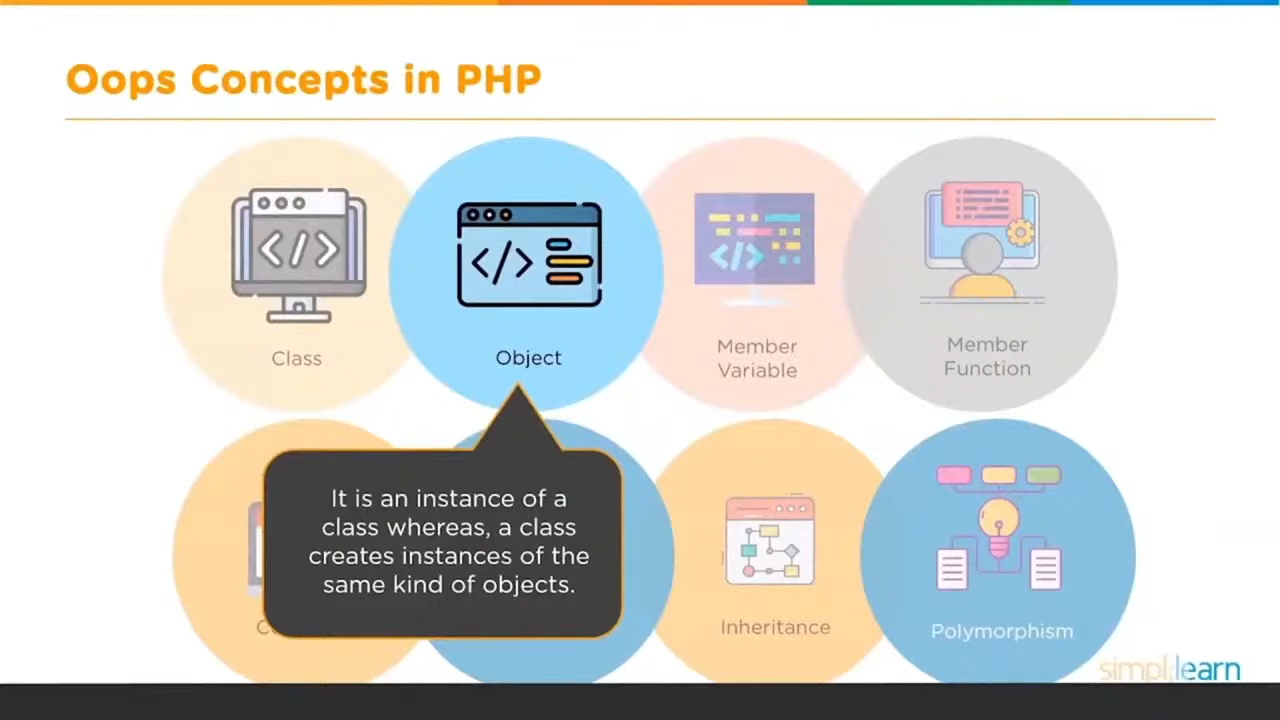 Oops Concepts in PHP
Class
Object
Member
Variable
Member
Function
It is an instance of a
class whereas, a class
creates instances of the
same kind of objects.
Inheritance
Polymorphism
simplilearn